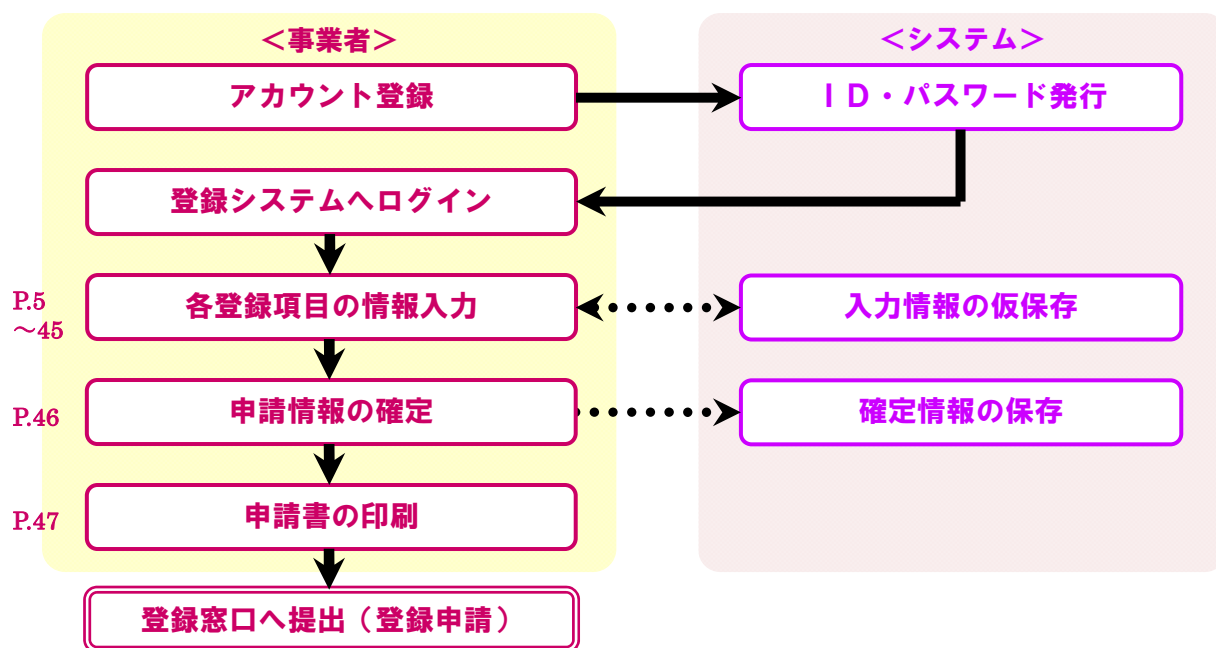 ＜事業者＞
＜システム＞
アカウント登録
ＩＤ・パスワード発行
登録システムへログイン
P.5
～45
各登録項目の情報入力
入力情報の仮保存
P.46
申請情報の確定
確定情報の保存
P.47
申請書の印刷
登録窓口へ提出（登録申請）